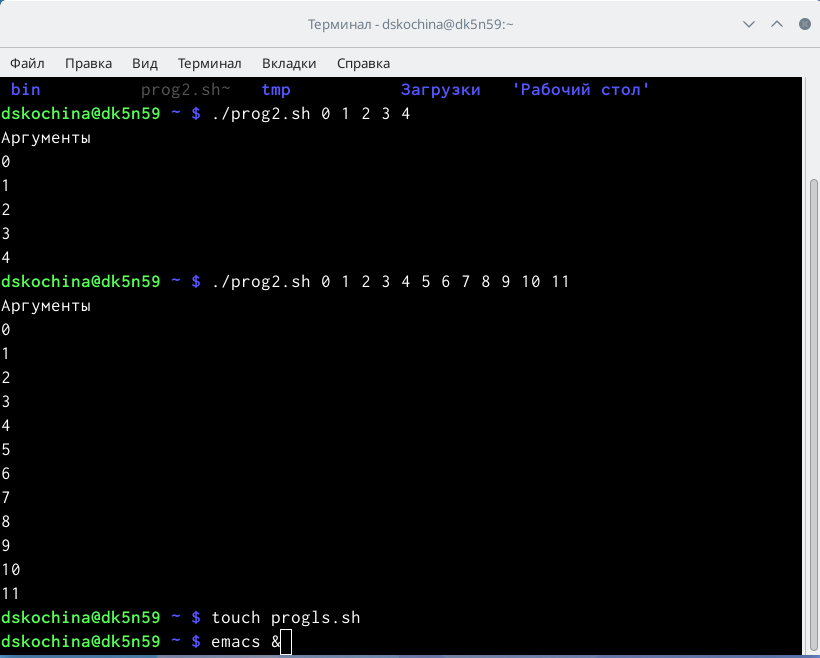 Терминал - dskochina@dk5n59:~
Файл Правка Вид Терминал Вкладки Справка
bin prog2.sh~ tmp Загрузки 'Рабочий стол'
dskochina@dk5n59 ~ $ ./prog2.sh 0 1 2 3 4
Аргументы
0
1
2
3
4
dskochina@dk5n59 ~ $ ./prog2.sh 0 1 2 3 4 5 6 7 8 9 10 11
Аргументы
0
1
2
3
4
5
6
7
8
9
10
11
dskochina@dk5n59 ~ $ touch progls.sh
dskochina@dk5n59 ~ $ emacs &